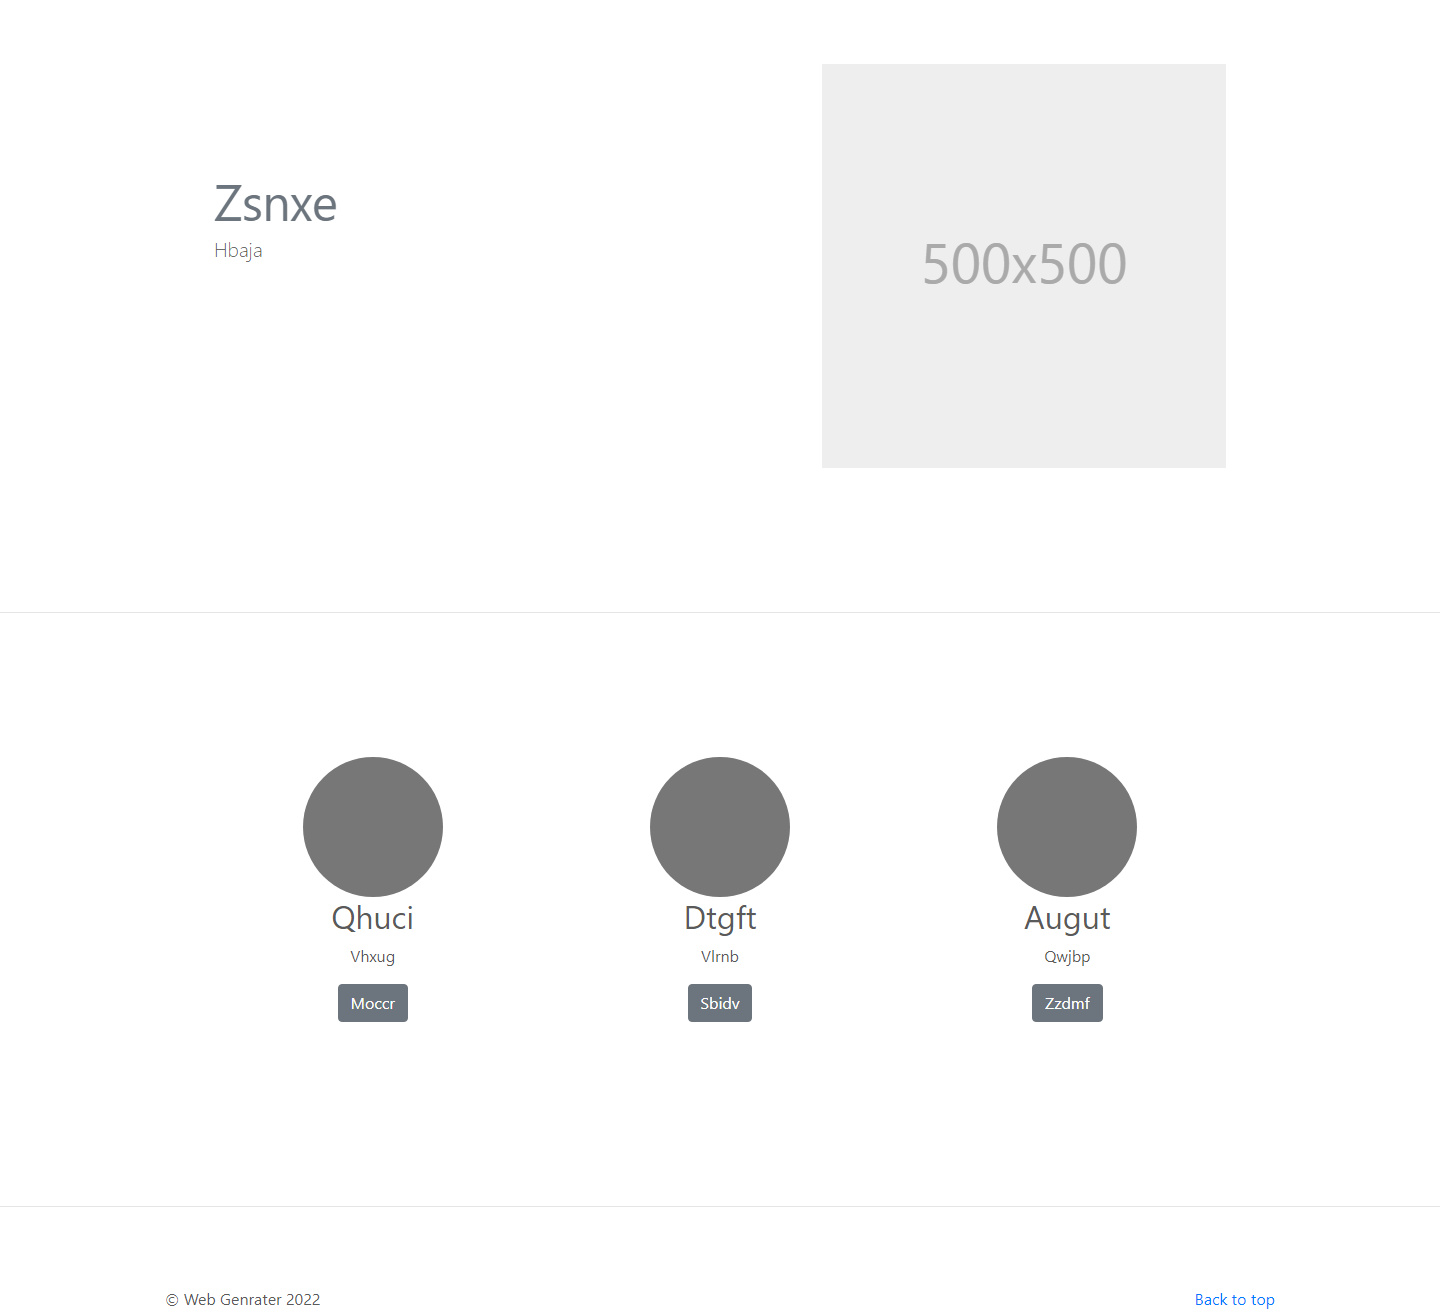 Zsnxe
Hbaja
500x500
Qhuci
Vhxug
Moccr
Dtgft
Vlrnb
Sbidv
Augut
Qwjbp
Zzdmf
© Web Genrater 2022
Back to top